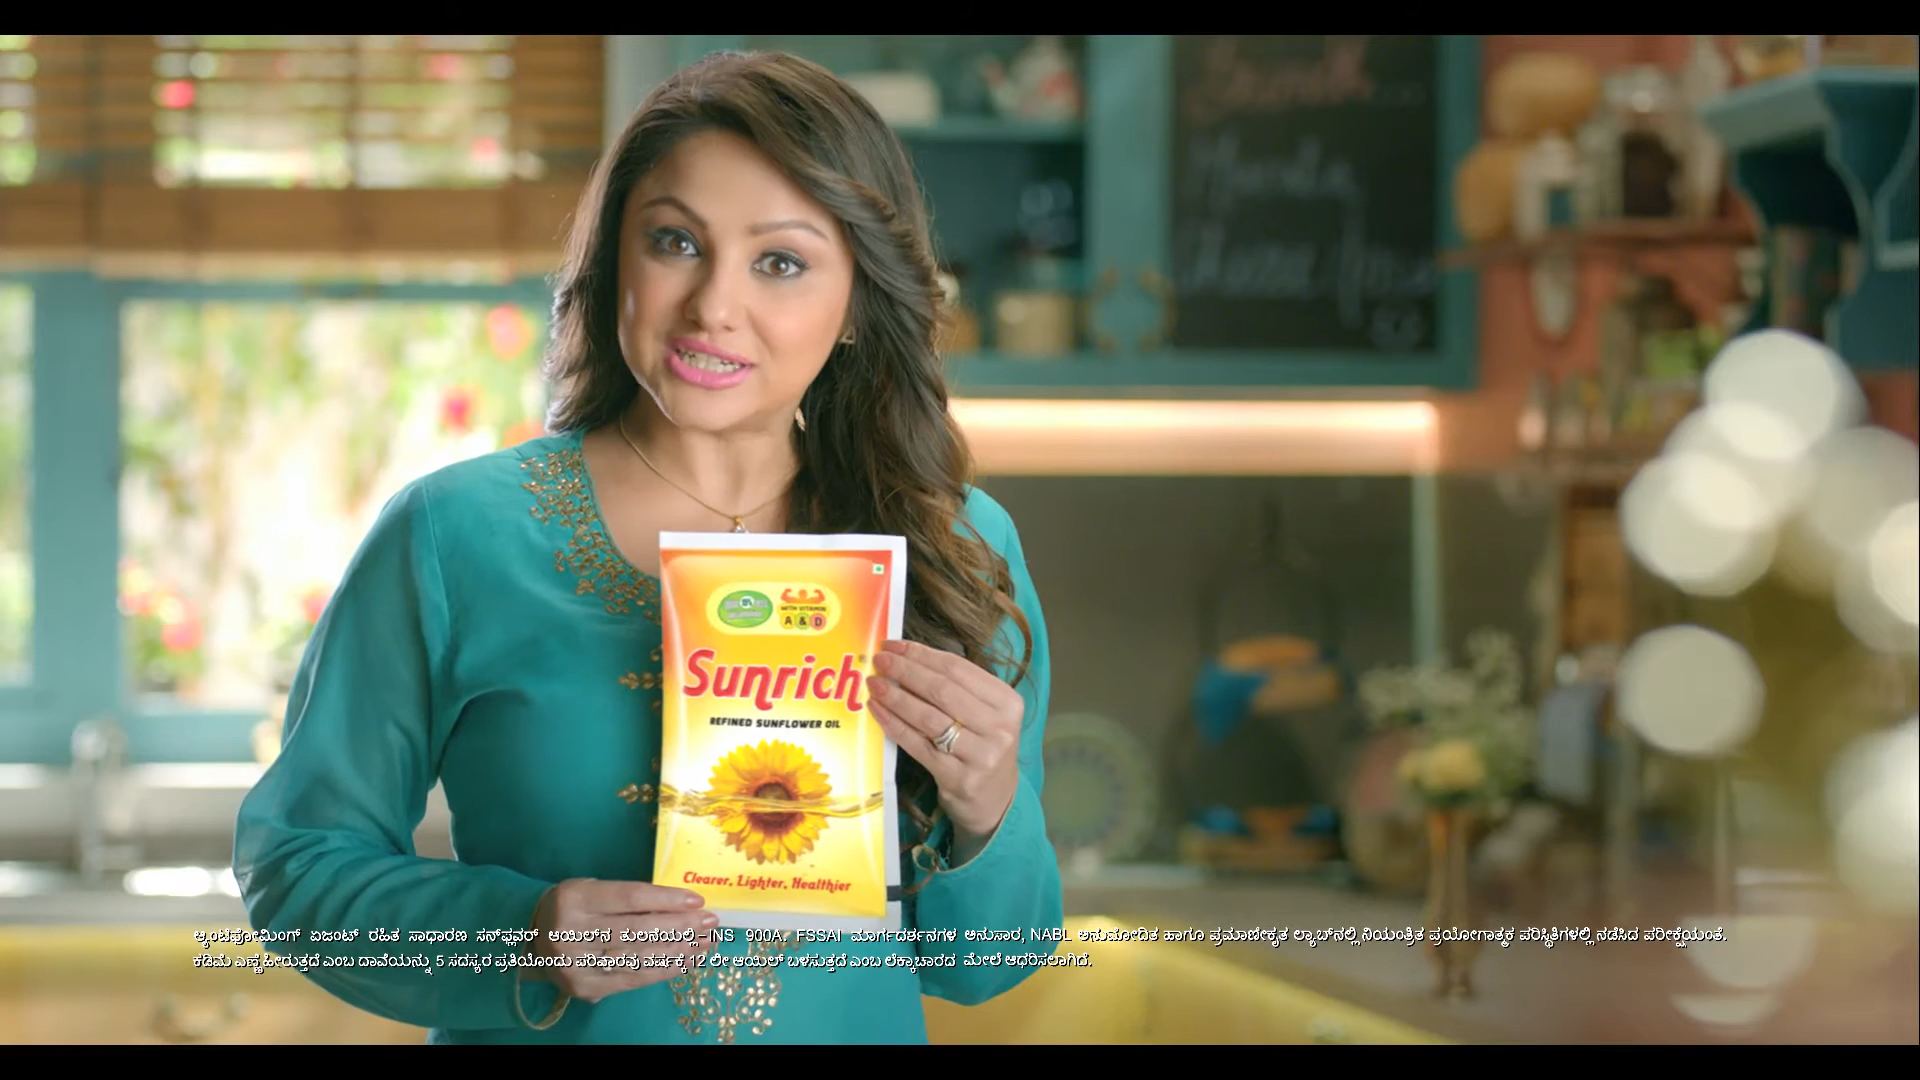 WITH VITAMIN
A & D
Sunrich
REFINED SUNFLOWER OIL
Clearer, Lighter, Healthier
ಆ್ಯಂಟಿಫೋಮಿಂಗ್ ಏಜಂಟ್ ರಹಿತ ಸಾಧಾರಣ ಸನ್‌ಫ್ಲವರ್ ಆಯಿಲ್‌ನ ತುಲನೆಯಲ್ಲಿ – INS 900A. FSSAI ಮಾರ್ಗದರ್ಶನಗಳ ಅನುಸಾರ, NABL ಅನುಮೋದಿತ ಹಾಗೂ ಪ್ರಮಾಣೀಕೃತ ಲ್ಯಾಬ್‌ನಲ್ಲಿ ನಿಯಂತ್ರಿತ ಪ್ರಯೋಗಾತ್ಮಕ ಪರಿಸ್ಥಿತಿಗಳಲ್ಲಿ ನಡೆಸಿದ ಪರೀಕ್ಷೆಯಂತೆ.
ಕಡಿಮೆ ಎಣ್ಣೆ ಹೀರುತ್ತದೆ ಎಂಬ ದಾವೆಯನ್ನು 5 ಸದಸ್ಯರ ಪ್ರತಿಯೊಂದು ಪರಿವಾರವು ವರ್ಷಕ್ಕೆ 12 ಲೀ ಆಯಿಲ್ ಬಳಸುತ್ತದೆ ಎಂಬ ಲೆಕ್ಕಾಚಾರದ ಮೇಲೆ ಆಧರಿಸಲಾಗಿದೆ.